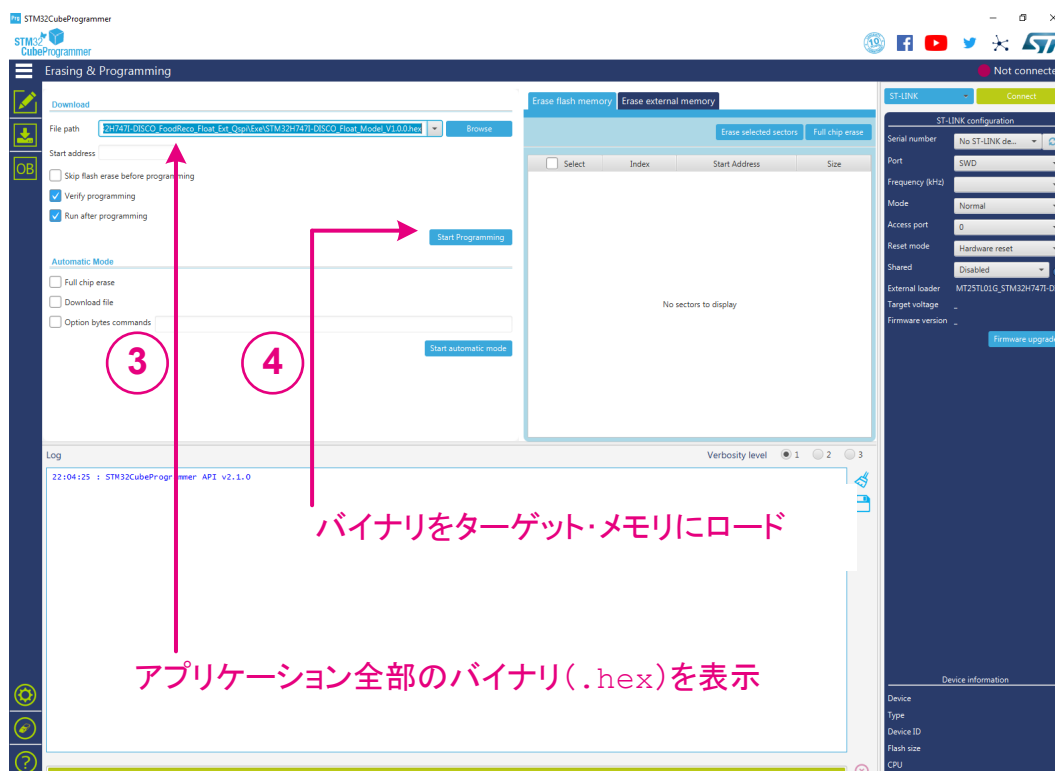 Prg STM32CubeProgrammer
STM32
CubeProgrammer
Erasing & Programming
Not connecte
Download
File path 2H747I-DISCO_FoodReco_Float_Ext_Qspi\Exe\STM32H747I-DISCO_Float_Model_V1.0.0.hex Browse
Start address
Skip flash erase before programming
Verify programming
Run after programming
Start Programming
Automatic Mode
Full chip erase
Download file
Option bytes commands
Start automatic mode
3
4
Erase flash memory Erase external memory
Erase selected sectors Full chip erase
Select Index Start Address Size
No sectors to display
ST-LINK Connect
ST-LINK configuration
Serial number No ST-LINK de...
Port SWD
Frequency (kHz)
Mode Normal
Access port 0
Reset mode Hardware reset
Shared Disabled
External loader MT25TL01G_STM32H747I-D
Target voltage -
Firmware version -
Firmware upgrade
OB
Log
Verbosity level 1 2 3
22:04:25 : STM32CubeProgrammer API v2.1.0
バイナリをターゲット・メモリにロード
アプリケーション全部のバイナリ(.hex)を表示
Device information
Device
Type
Device ID
Flash size
CPU